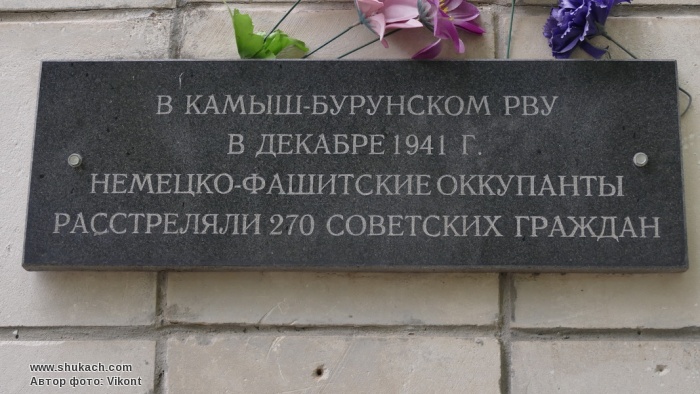 В КАМЫШ-БУРУНСКОМ РВУ
В ДЕКАБРЕ 1941 Г.
НЕМЕЦКО-ФАШИТСКИЕ ОККУПАНТЫ
РАССТРЕЛЯЛИ 270 СОВЕТСКИХ ГРАЖДАН
www.shukach.com
Автор фото: Vikont